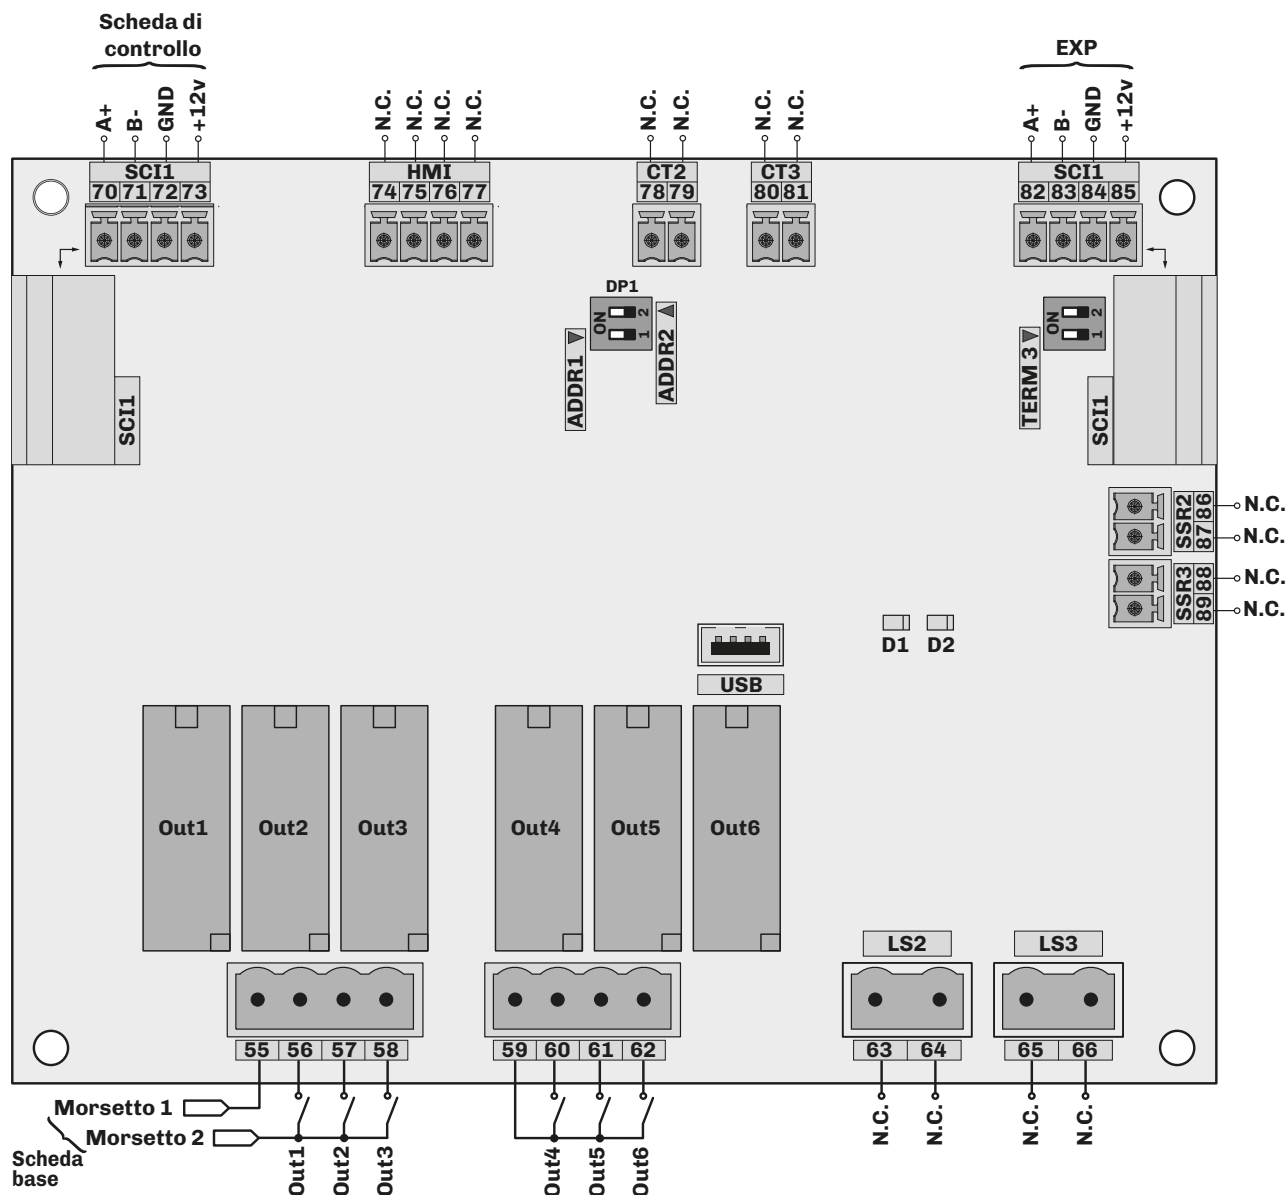 Scheda di
controllo
EXP
A+
B-
GND
+12v
N.C.
N.C.
N.C.
N.C.
N.C.
N.C.
N.C.
N.C.
A+
B-
GND
+12v
SCI1
HMI
CT2
CT3
SCI1
70 71 72 73
74 75 76 77
78 79
80 81
82 83 84 85
DP1
ON
2
1
ADDR1
ADDR2
ON
2
1
TERM 3
SCI1
SCI1
SSR2
86
87
N.C.
N.C.
SSR3
88
89
N.C.
N.C.
D1 D2
USB
Out1
Out2
Out3
Out4
Out5
Out6
LS2
LS3
55 56 57 58
59 60 61 62
63 64
65 66
Morsetto 1
Morsetto 2
Scheda
base
Out1
Out2
Out3
Out4
Out5
Out6
N.C.
N.C.
N.C.
N.C.